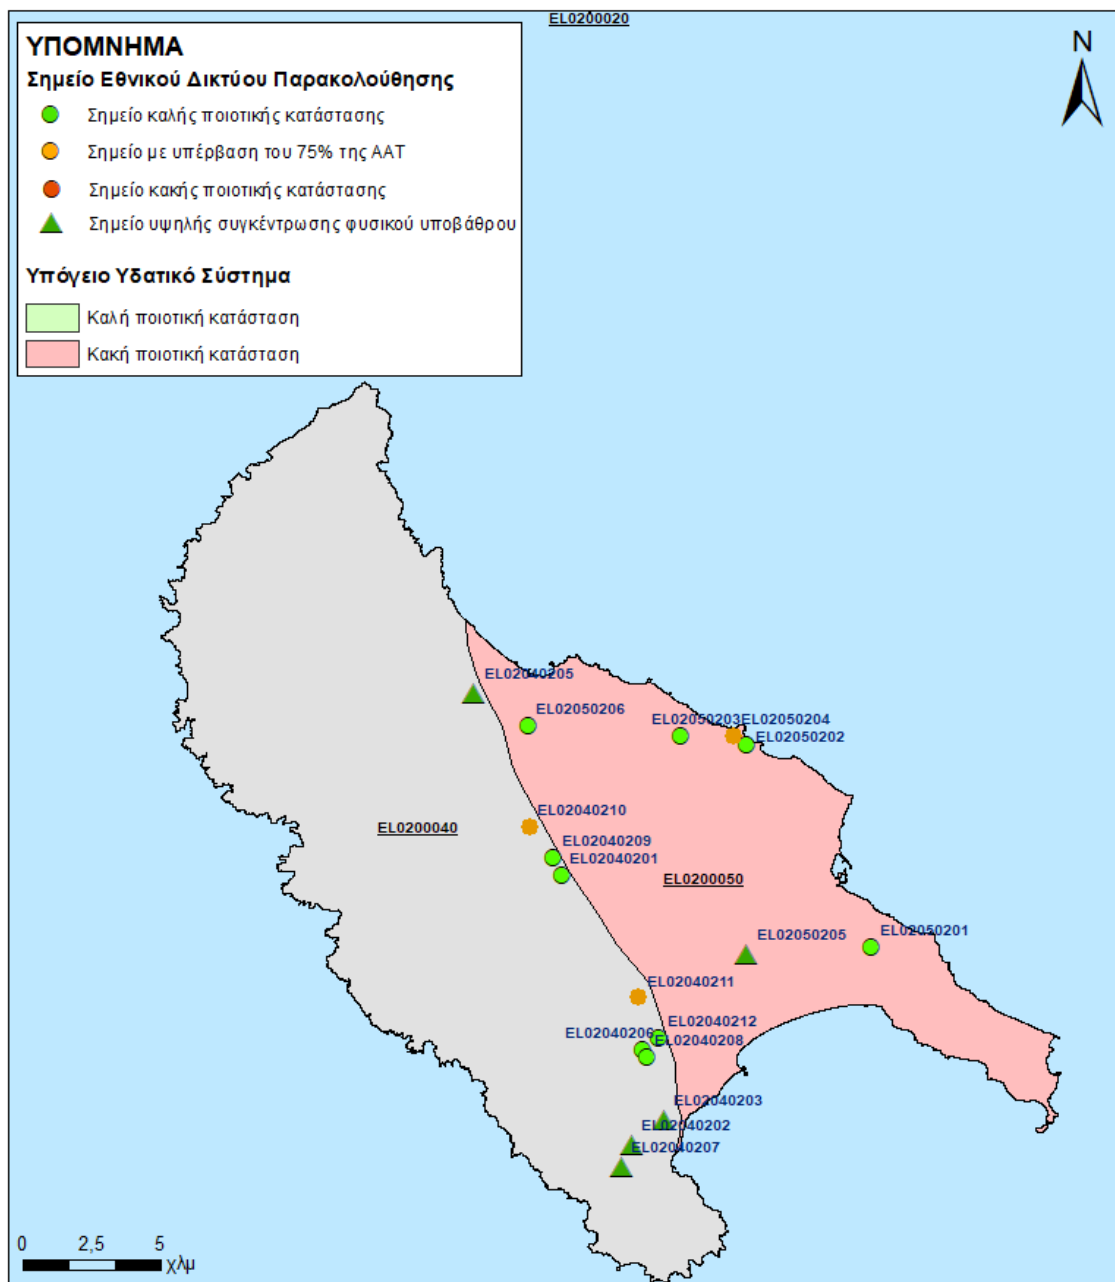 EL0200020
ΥΠΟΜΝΗΜΑ
Σημείο Εθνικού Δικτύου Παρακολούθησης
Σημείο καλής ποιοτικής κατάστασης
Σημείο με υπέρβαση του 75% της ΑΑΤ
Σημείο κακής ποιοτικής κατάστασης
Σημείο υψηλής συγκέντρωσης φυσικού υποβάθρου
Υπόγειο Υδατικό Σύστημα
Καλή ποιοτική κατάσταση
Κακή ποιοτική κατάσταση
N
EL02040205
EL02050206
EL02050203
EL02050204
EL02050202
EL02040210
EL0200040
EL02040209
EL02040201
EL0200050
EL02050201
EL02050205
EL02040211
EL02040212
EL02040206
EL02040208
EL02040203
EL02040202
EL02040207
0 2,5 5
χλμ